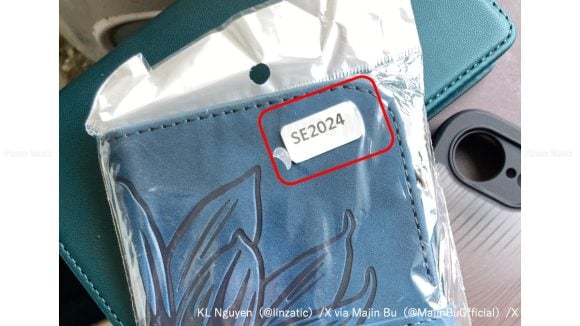 SE2024
KL Nguyen（@linzatic）/X via Majin Bu（@MajinBuOfficial）/X